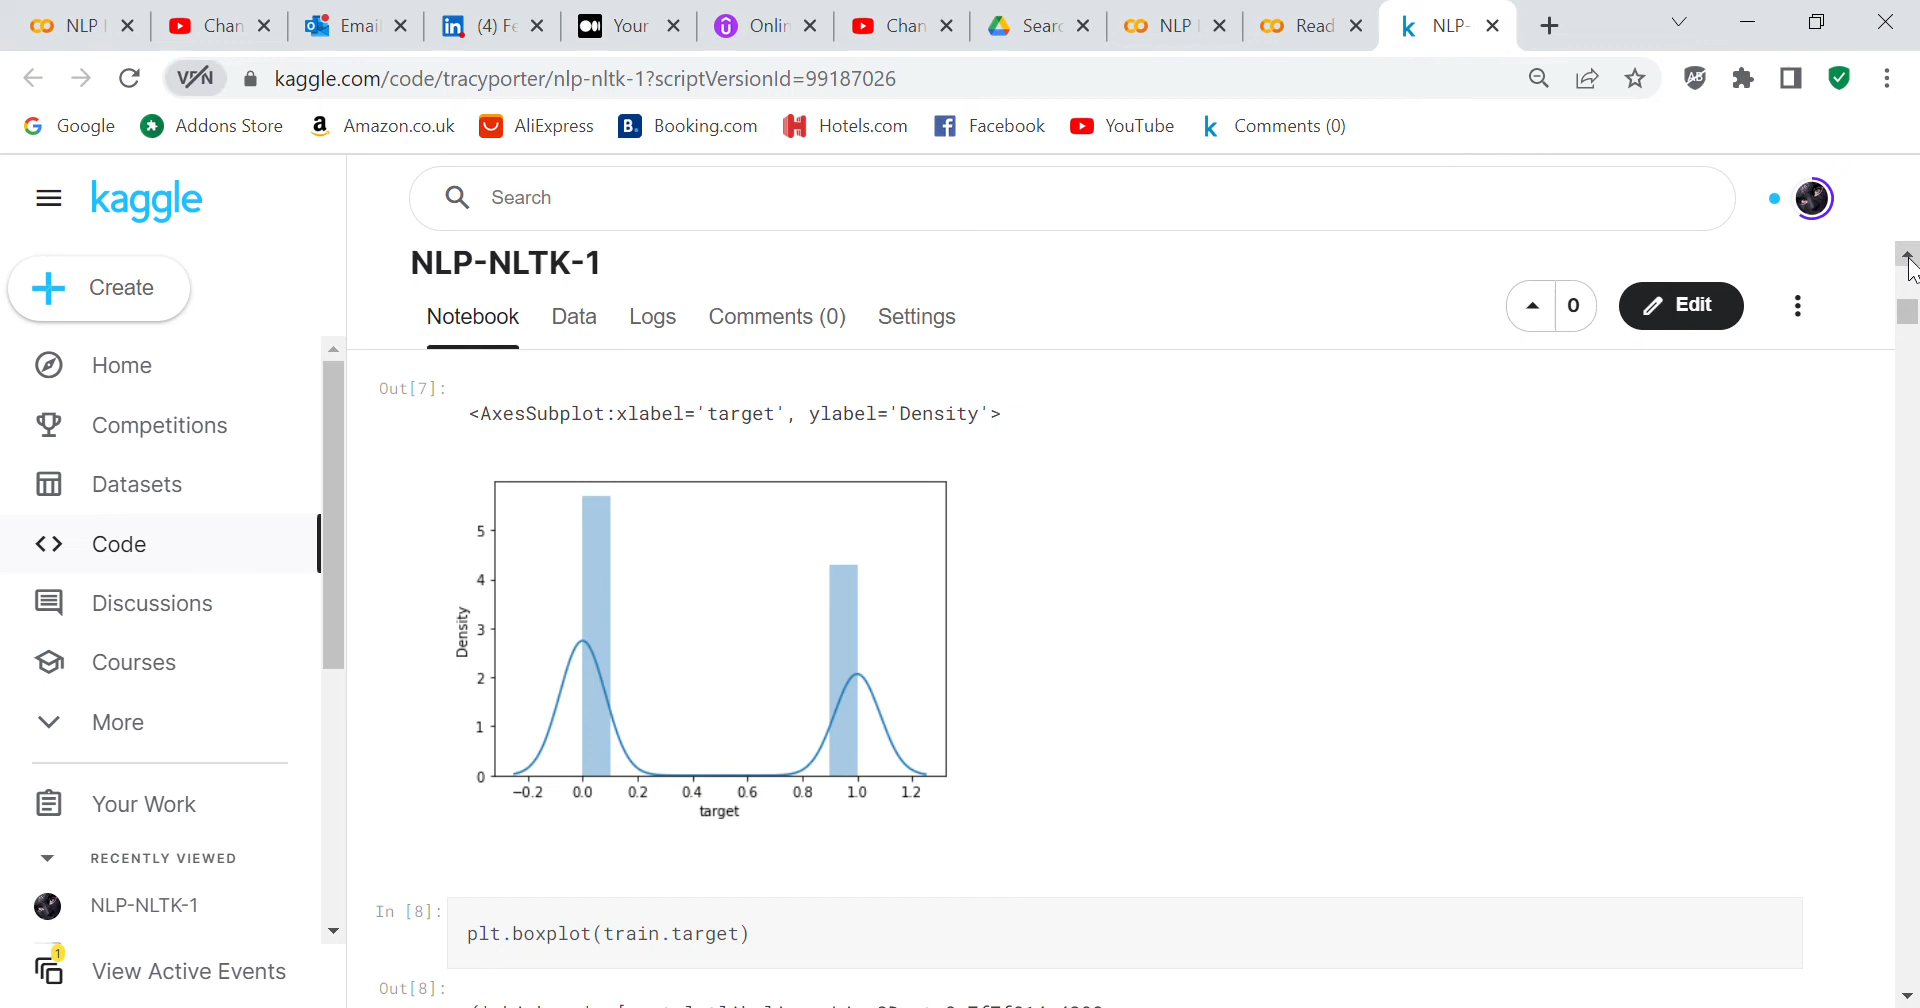 NLP
Chan
Email
(4) Fe
Your
Onlin
Chan
Searc
NLP
Read
NLP-
VPN
kaggle.com/code/tracyporter/nlp-nltk-1?scriptVersionId=99187026
Google
Addons Store
Amazon.co.uk
AliExpress
Booking.com
Hotels.com
Facebook
YouTube
Comments (0)
kaggle
Search
Create
NLP-NLTK-1
0
Edit
Notebook
Data
Logs
Comments (0)
Settings
Home
Competitions
Datasets
Code
Discussions
Courses
More
Your Work
RECENTLY VIEWED
NLP-NLTK-1
1
View Active Events
Out[7]:
<AxesSubplot:xlabel='target', ylabel='Density'>
5
4
3
2
1
0
Density
−0.2 0.0 0.2 0.4 0.6 0.8 1.0 1.2
target
In [8]:
plt.boxplot(train.target)
Out[8]: